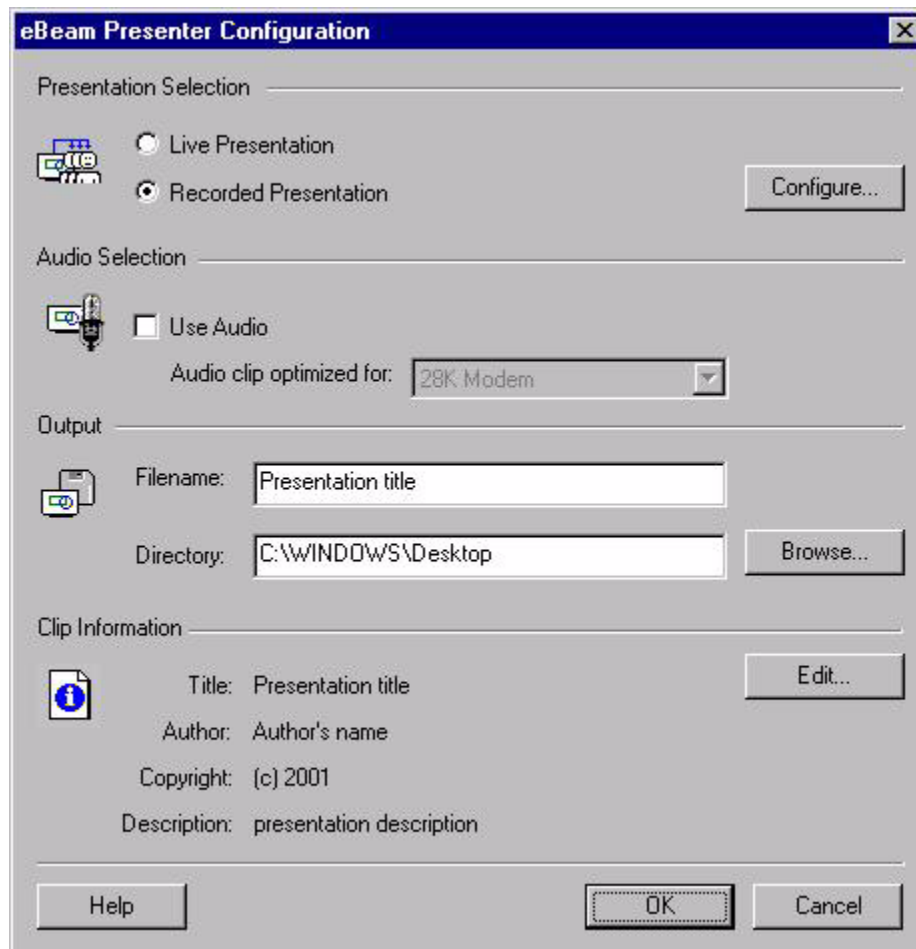 eBeam Presenter Configuration
Presentation Selection
Live Presentation
Recorded Presentation
Configure...
Audio Selection
Use Audio
Audio clip optimized for: 28K Modem
Output
Filename: Presentation title
Directory: C:\WINDOWS\Desktop Browse...
Clip Information
Title: Presentation title Edit...
Author: Author's name
Copyright: (c) 2001
Description: presentation description
Help OK Cancel